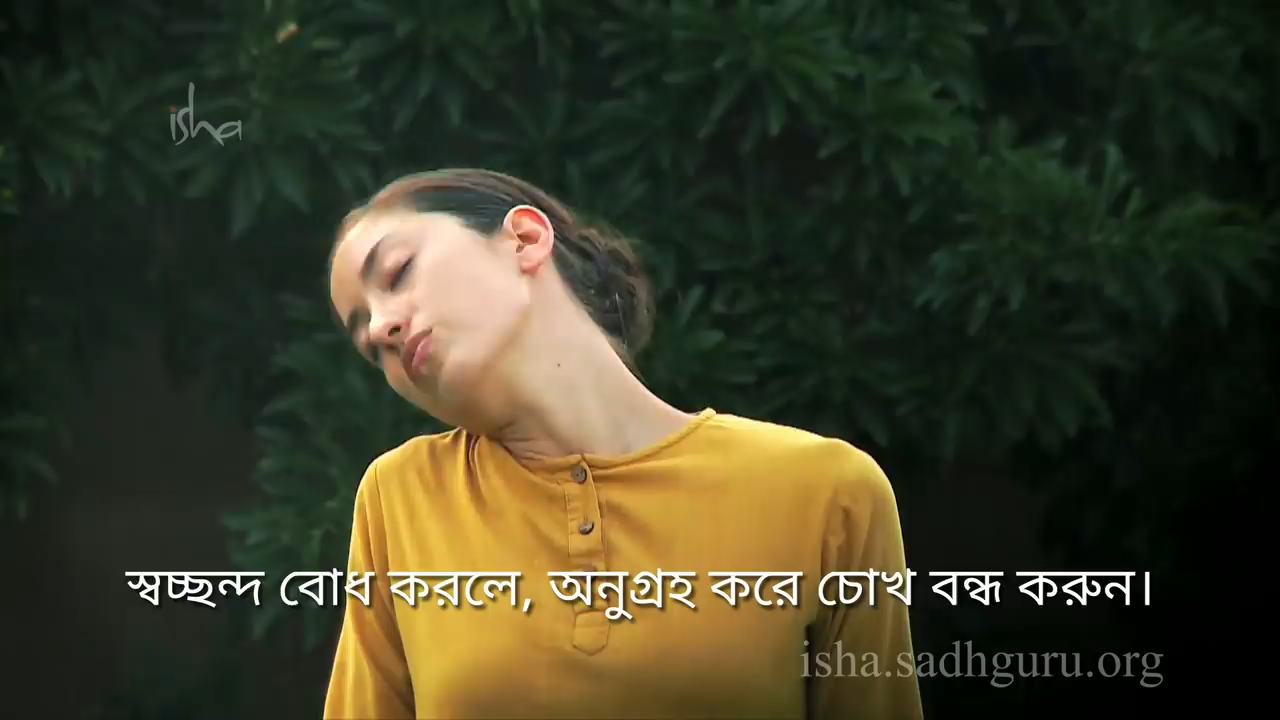 isha
স্বচ্ছন্দ বোধ করলে, অনুগ্রহ করে চোখ বন্ধ করুন।
isha.sadhguru.org